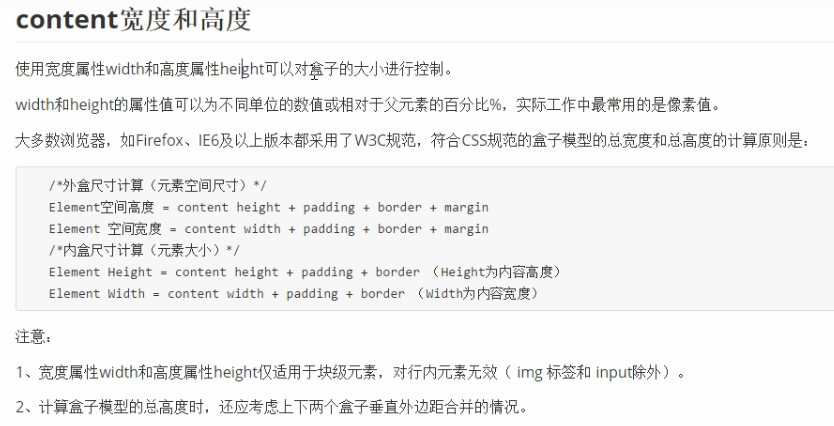 content宽度和高度
使用宽度属性width和高度属性height可以对盒子的大小进行控制。
width和height的属性值可以为不同单位的数值或相对于父元素的百分比%，实际工作中最常用的是像素值。
大多数浏览器，如Firefox、IE6及以上版本都采用了W3C规范，符合CSS规范的盒子模型的总宽度和总高度的计算原则是：
/*外盒尺寸计算（元素空间尺寸）*/
Element空间高度 = content height + padding + border + margin
Element 空间宽度 = content width + padding + border + margin
/*内盒尺寸计算（元素大小）*/
Element Height = content height + padding + border （Height为内容高度）
Element Width = content width + padding + border （Width为内容宽度）
注意：
1、宽度属性width和高度属性height仅适用于块级元素，对行内元素无效（ img 标签和 input除外）。
2、计算盒子模型的总高度时，还应考虑上下两个盒子垂直外边距合并的情况。